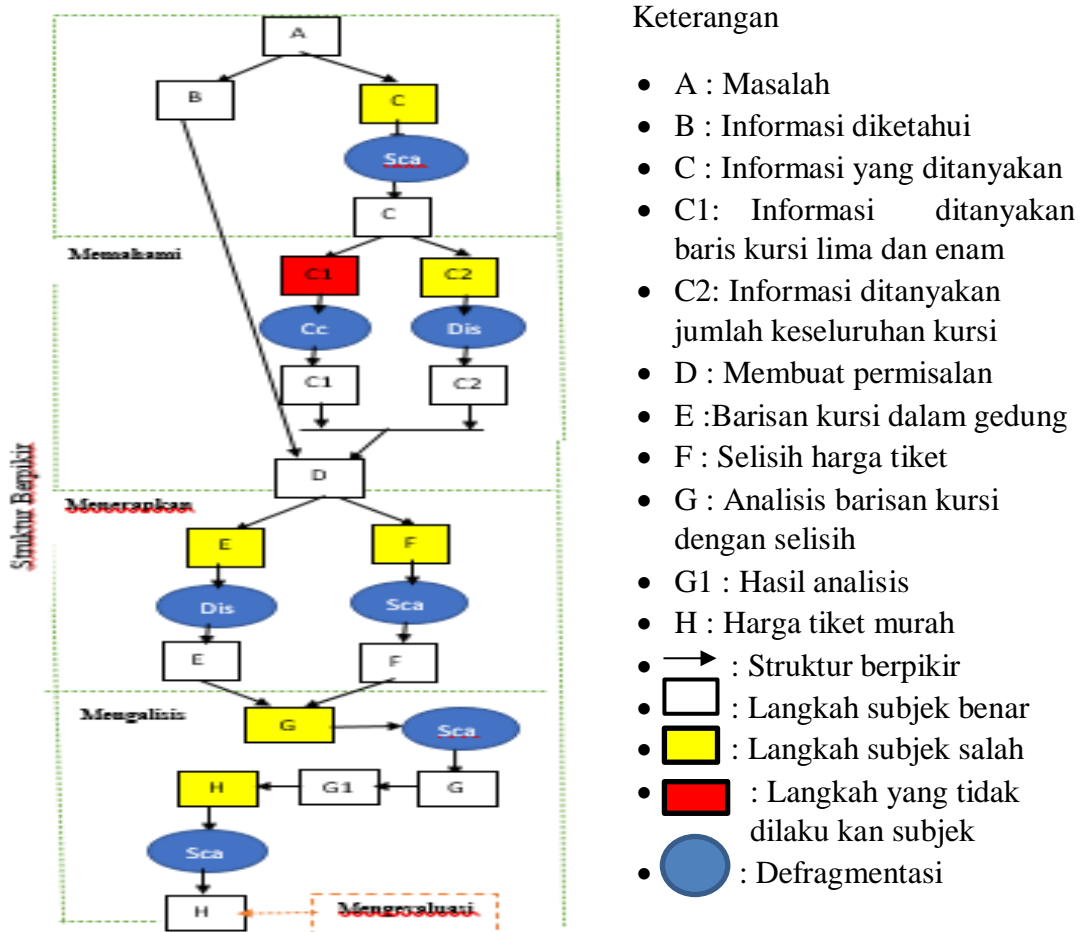 A
B
C
Sca
C
Memahami
C1
C2
Cc
Dis
C1
C2
D
Struktur Berpikir
Menerapkan
E
F
Dis
Sca
E
F
Mengalisis
G
Sca
H
G1
G
Sca
H
Mengevaluasi
Keterangan
• A : Masalah
• B : Informasi diketahui
• C : Informasi yang ditanyakan
• C1: Informasi ditanyakan
baris kursi lima dan enam
• C2: Informasi ditanyakan
jumlah keseluruhan kursi
• D : Membuat permisalan
• E :Barisan kursi dalam gedung
• F : Selisih harga tiket
• G : Analisis barisan kursi
dengan selisih
• G1 : Hasil analisis
• H : Harga tiket murah
• : Struktur berpikir
• : Langkah subjek benar
• : Langkah subjek salah
• : Langkah yang tidak
dilaku kan subjek
• : Defragmentasi